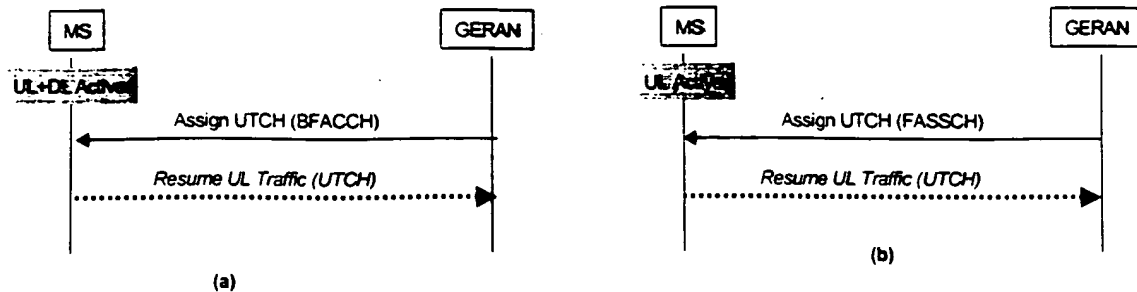 MS
GERAN
UL+DL Active
Assign UTCH (BFACCH)
Resume UL Traffic (UTCH)
(a)
MS
GERAN
UL Active
Assign UTCH (FASSCH)
Resume UL Traffic (UTCH)
(b)